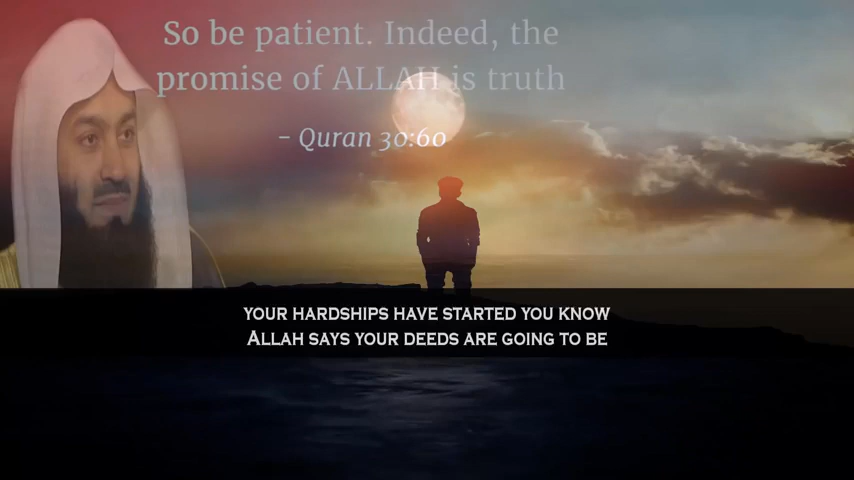 So be patient. Indeed, the
promise of ALLAH is truth
- Quran 30:60
YOUR HARDSHIPS HAVE STARTED YOU KNOW
ALLAH SAYS YOUR DEEDS ARE GOING TO BE